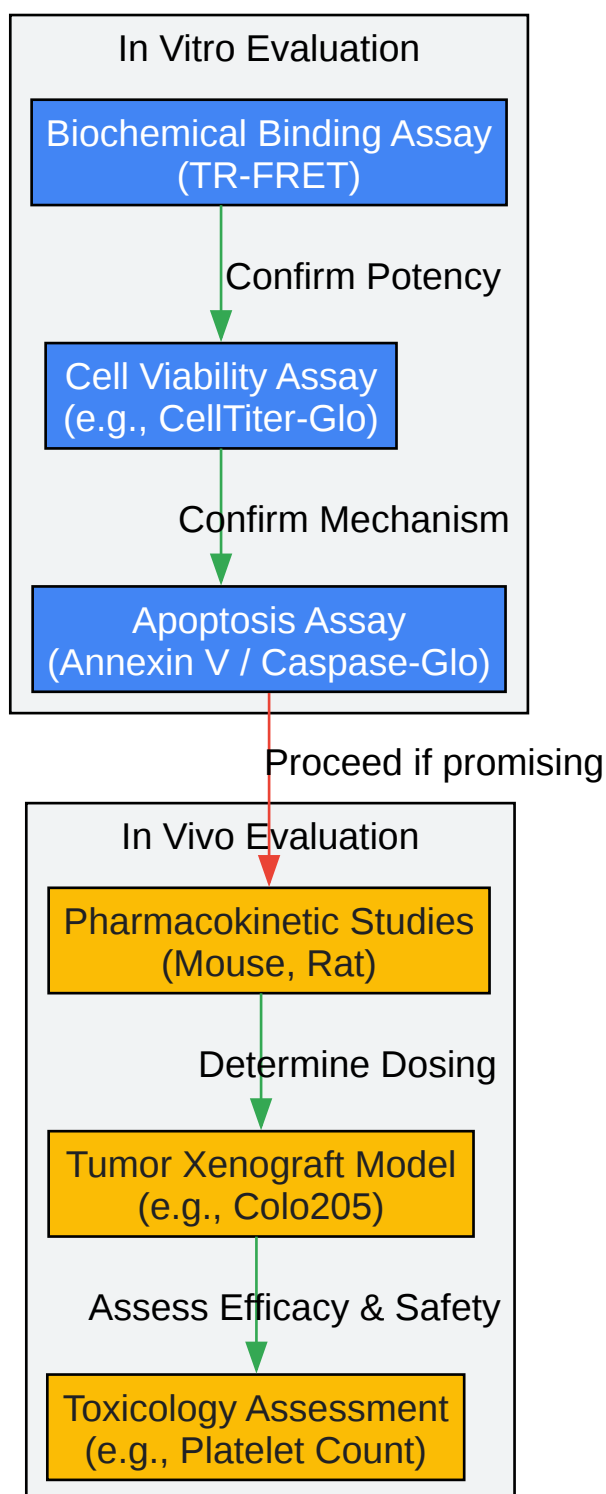 In Vitro Evaluation
Biochemical Binding Assay
(TR-FRET)
Confirm Potency
Cell Viability Assay
(e.g., CellTiter-Glo)
Confirm Mechanism
Apoptosis Assay
(Annexin V / Caspase-Glo)
Proceed if promising
In Vivo Evaluation
Pharmacokinetic Studies
(Mouse, Rat)
Determine Dosing
Tumor Xenograft Model
(e.g., Colo205)
Assess Efficacy & Safety
Toxicology Assessment
(e.g., Platelet Count)